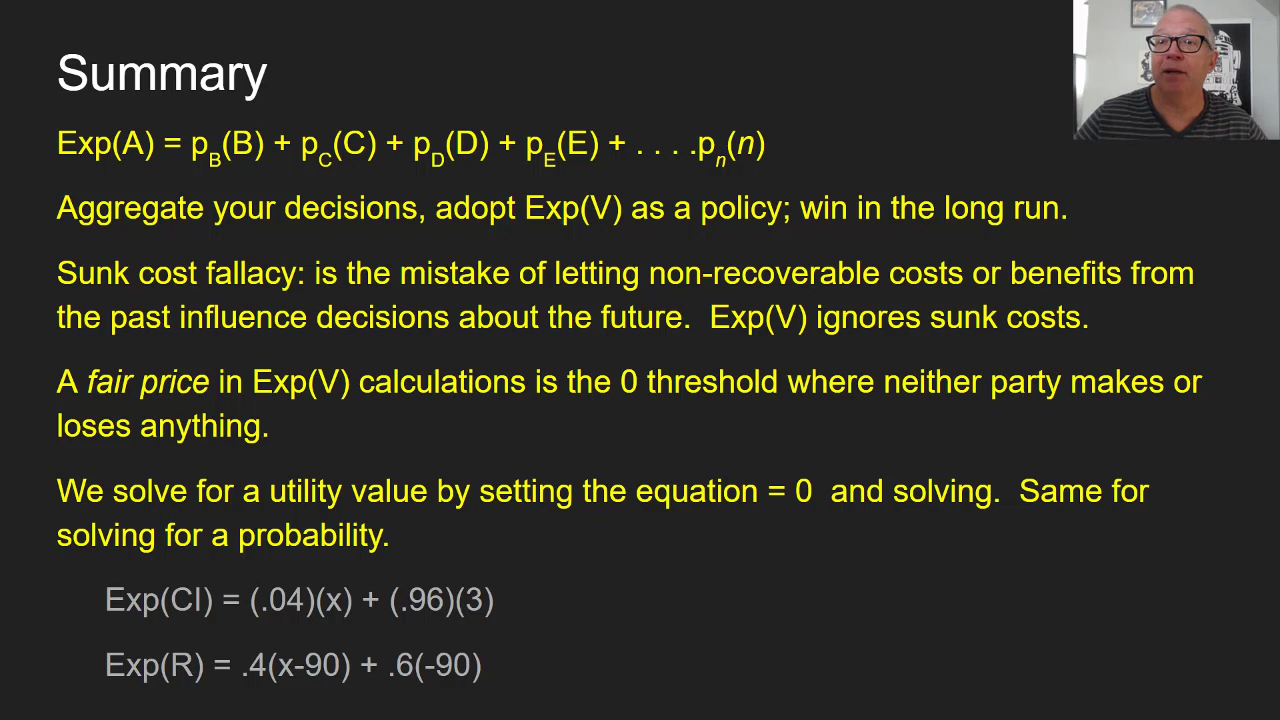 Summary
Exp(A) = pB(B) + pC(C) + pD(D) + pE(E) + . . . .pn(n)
Aggregate your decisions, adopt Exp(V) as a policy; win in the long run.
Sunk cost fallacy: is the mistake of letting non-recoverable costs or benefits from
the past influence decisions about the future.  Exp(V) ignores sunk costs.
A fair price in Exp(V) calculations is the 0 threshold where neither party makes or
loses anything.
We solve for a utility value by setting the equation = 0  and solving.  Same for
solving for a probability.
Exp(CI) = (.04)(x) + (.96)(3)
Exp(R) = .4(x-90) + .6(-90)